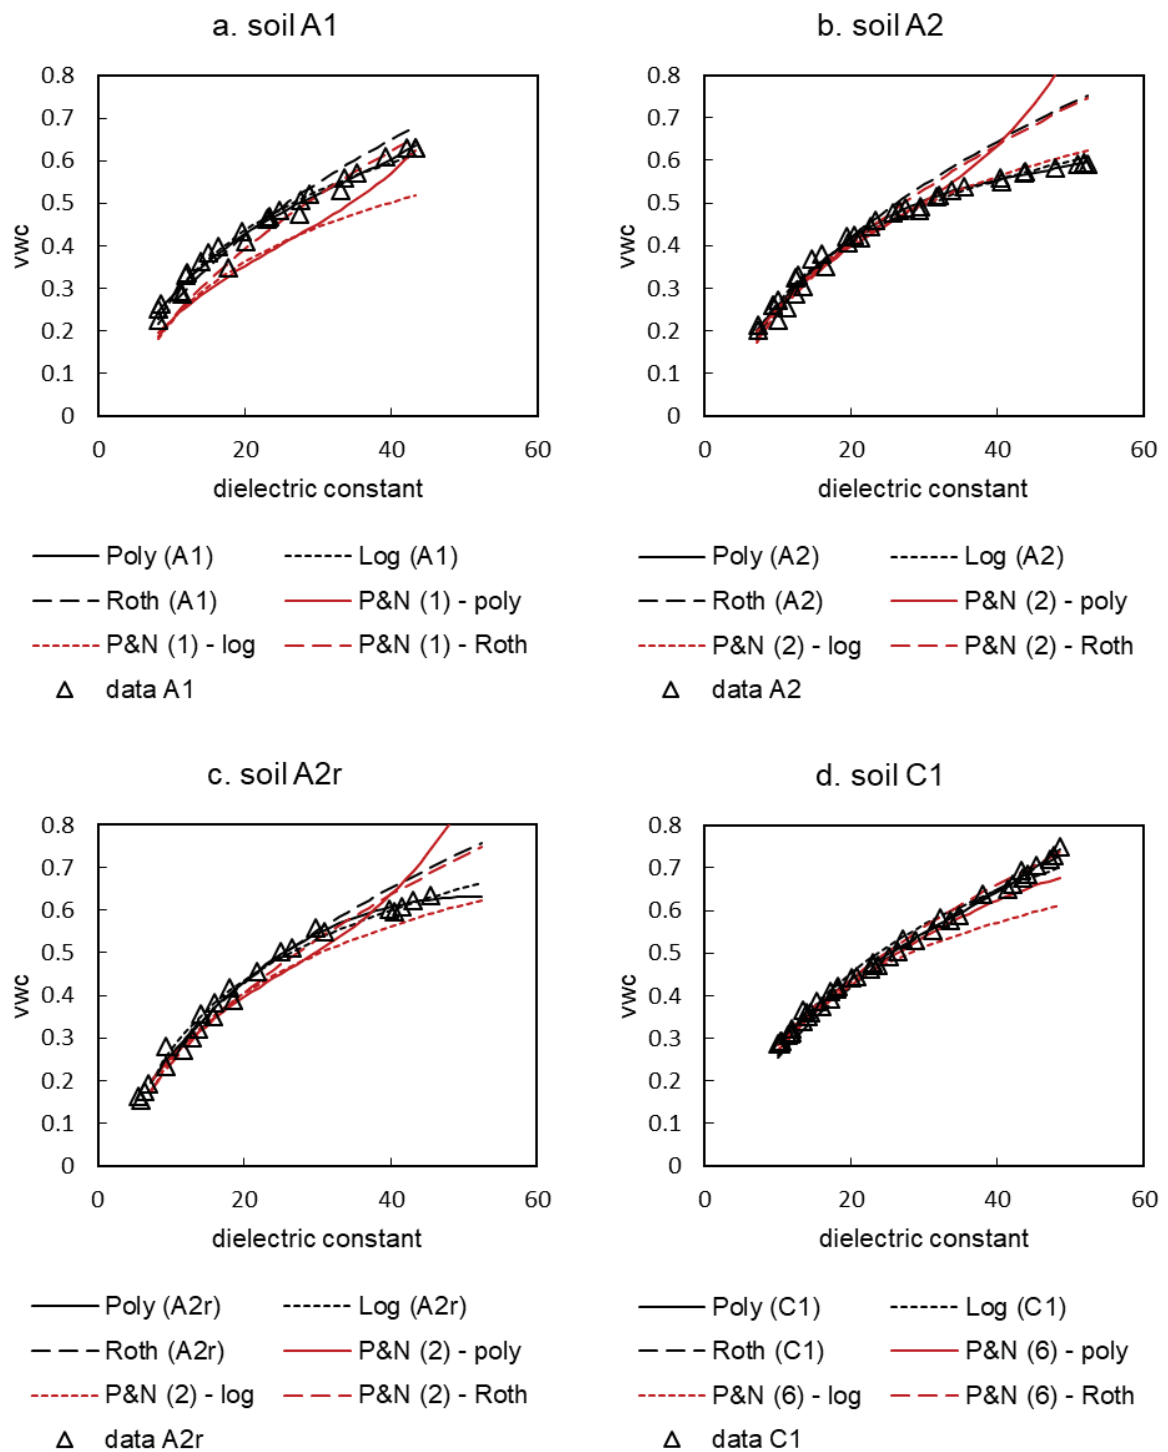 a. soil A1
b. soil A2
0.8
0.7
0.6
0.5
0.4
0.3
0.2
0.1
0
vwc
0 20 40 60
dielectric constant
0.8
0.7
0.6
0.5
0.4
0.3
0.2
0.1
0
vwc
0 20 40 60
dielectric constant
Poly (A1) Log (A1)
Roth (A1) P&N (1) - poly
P&N (1) - log P&N (1) - Roth
data A1
Poly (A2) Log (A2)
Roth (A2) P&N (2) - poly
P&N (2) - log P&N (2) - Roth
data A2
c. soil A2r
d. soil C1
0.8
0.7
0.6
0.5
0.4
0.3
0.2
0.1
0
vwc
0 20 40 60
dielectric constant
0.8
0.7
0.6
0.5
0.4
0.3
0.2
0.1
0
vwc
0 20 40 60
dielectric constant
Poly (A2r) Log (A2r)
Roth (A2r) P&N (2) - poly
P&N (2) - log P&N (2) - Roth
data A2r
Poly (C1) Log (C1)
Roth (C1) P&N (6) - poly
P&N (6) - log P&N (6) - Roth
data C1